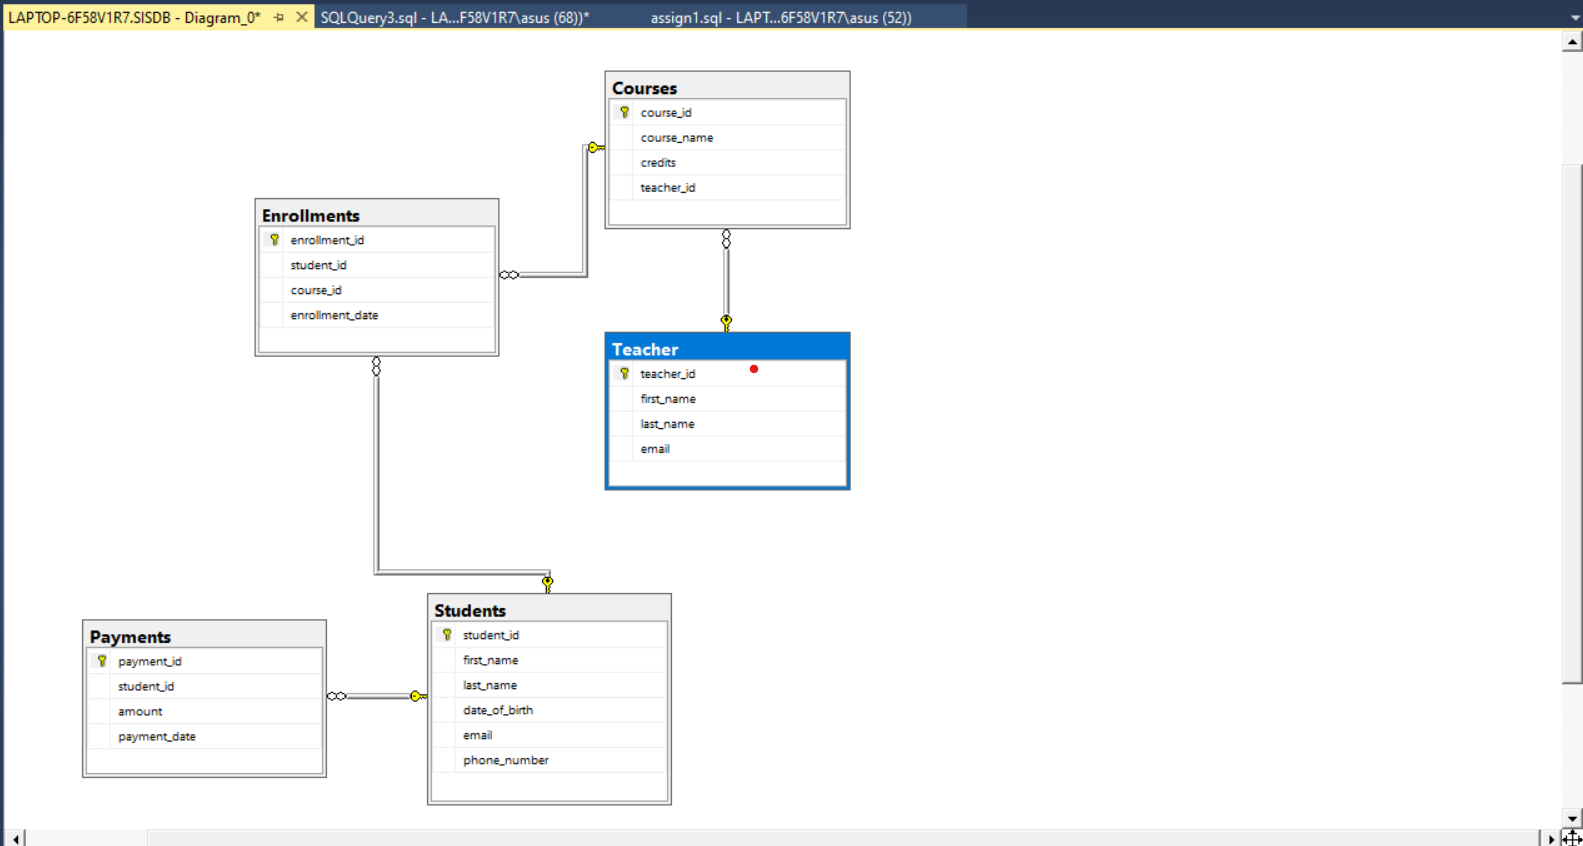 LAPTOP-6F58V1R7.SISDB - Diagram_0*
SQLQuery3.sql - LA...F58V1R7\asus (68))*
assign1.sql - LAPT...6F58V1R7\asus (52))
Courses
course_id
course_name
credits
teacher_id
Enrollments
enrollment_id
student_id
course_id
enrollment_date
Teacher
teacher_id
first_name
last_name
email
Students
student_id
first_name
last_name
date_of_birth
email
phone_number
Payments
payment_id
student_id
amount
payment_date